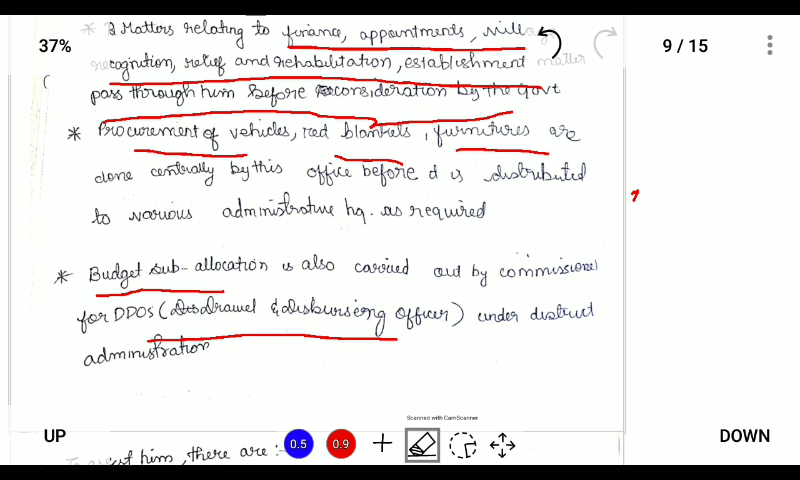 37%
9 / 15
* Matters relating to finance, appointments, vill
recognition, relief and rehabilitation, establishment matter
pass through him before consideration by the Govt
* Procurement of vehicles, red blankets, furnitures are
done centrally by this office before it is distributed
to various administrative hq. as required
* Budget sub-allocation is also carried out by commissioner
for DDOs ( drawal & disbursing officer) under district
administration
Scanned with CamScanner
UP
0.5
0.9
DOWN
him, there are :-